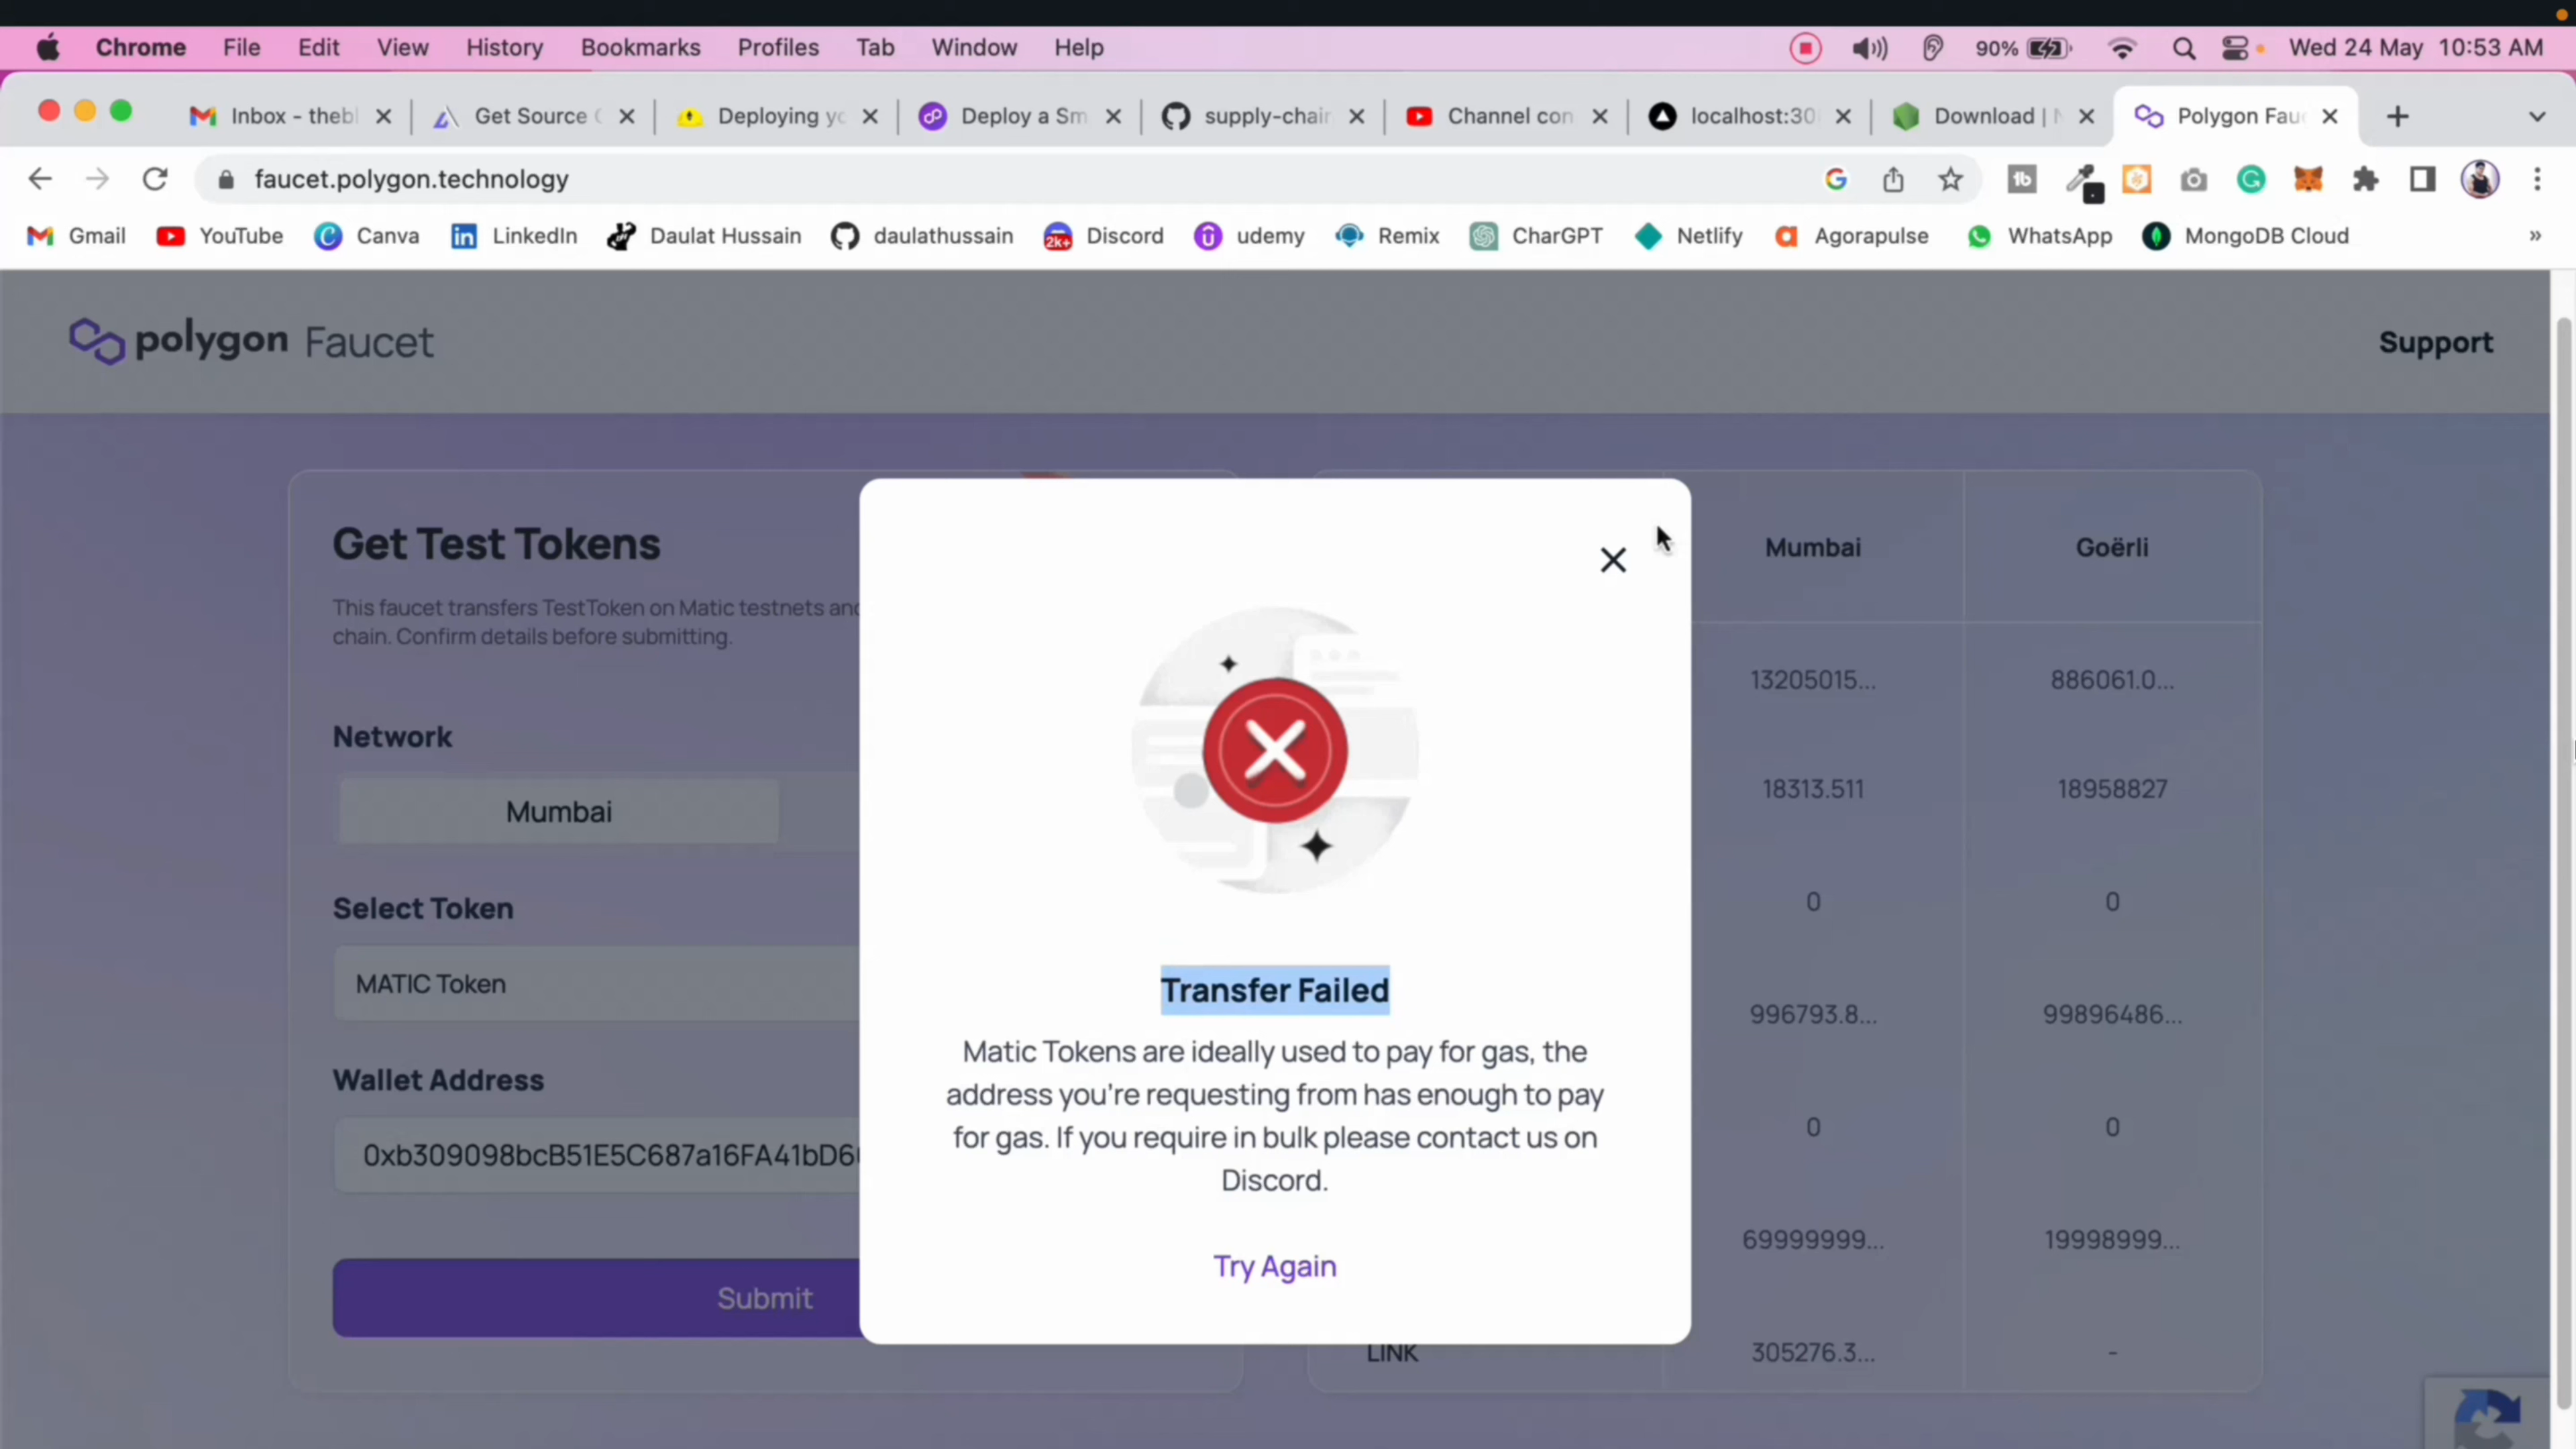 Chrome File Edit View History Bookmarks Profiles Tab Window Help 90% Wed 24 May 10:53 AM
Inbox - thebl Get Source Deploying yo Deploy a Sm supply-chain Channel con localhost:30 Download | Polygon Fau
faucet.polygon.technology
Gmail YouTube Canva LinkedIn Daulat Hussain daulathussain 2k+ Discord udemy Remix CharGPT Netlify Agorapulse WhatsApp MongoDB Cloud »
polygon Faucet Support
Get Test Tokens
This faucet transfers TestToken on Matic testnets and
chain. Confirm details before submitting.
Network
Mumbai
Select Token
MATIC Token
Wallet Address
0xb309098bcB51E5C687a16FA41bD6
Submit
Transfer Failed
Matic Tokens are ideally used to pay for gas, the
address you're requesting from has enough to pay
for gas. If you require in bulk please contact us on
Discord.
Try Again
Mumbai Goërli
13205015... 886061.0...
18313.511 18958827
0 0
996793.8... 99896486...
0 0
69999999... 19998999...
LINK 305276.3... -